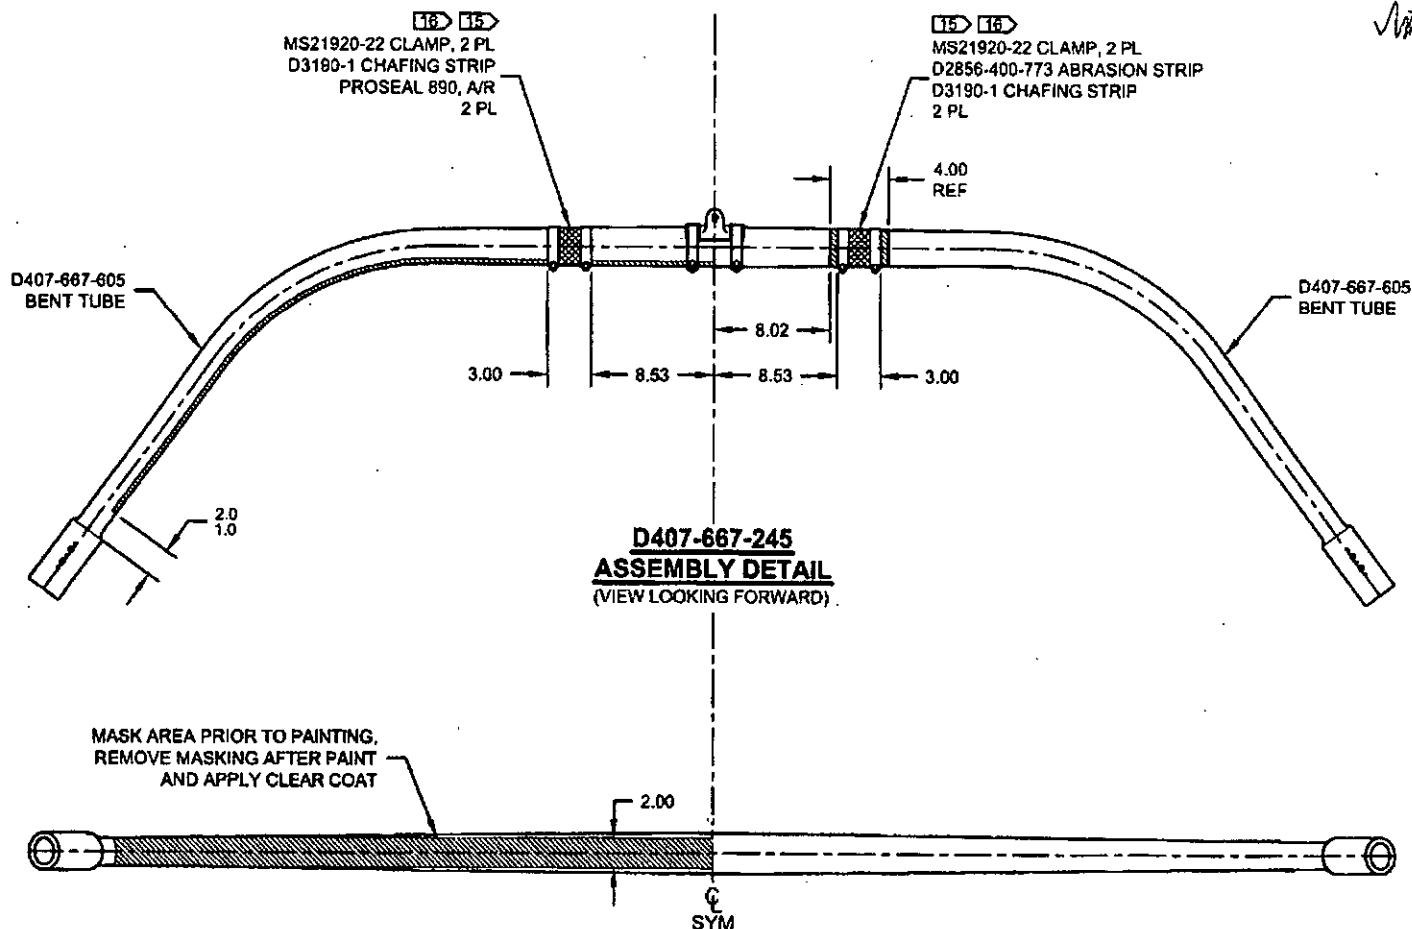 16 15
MS21920-22 CLAMP, 2 PL
D3190-1 CHAFING STRIP
PROSEAL 890, A/R
2 PL
15 16
MS21920-22 CLAMP, 2 PL
D2856-400-773 ABRASION STRIP
D3190-1 CHAFING STRIP
2 PL
4.00
REF
D407-667-605
BENT TUBE
D407-667-605
BENT TUBE
8.02
3.00
8.53
8.53
3.00
2.0
1.0
D407-667-245
ASSEMBLY DETAIL
(VIEW LOOKING FORWARD)
MASK AREA PRIOR TO PAINTING,
REMOVE MASKING AFTER PAINT
AND APPLY CLEAR COAT
2.00
SYM